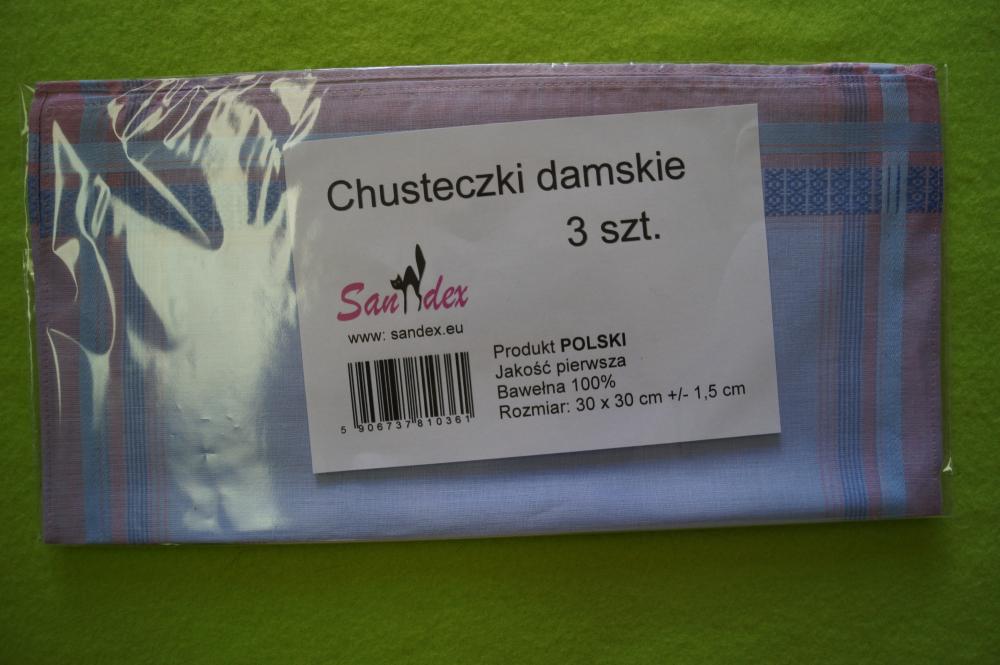 Chusteczki damskie
3 szt.
Sandex
www: sandex.eu
Produkt POLSKI
Jakość pierwsza
Bawełna 100%
Rozmiar: 30 x 30 cm +/- 1,5 cm
5 906737 810361